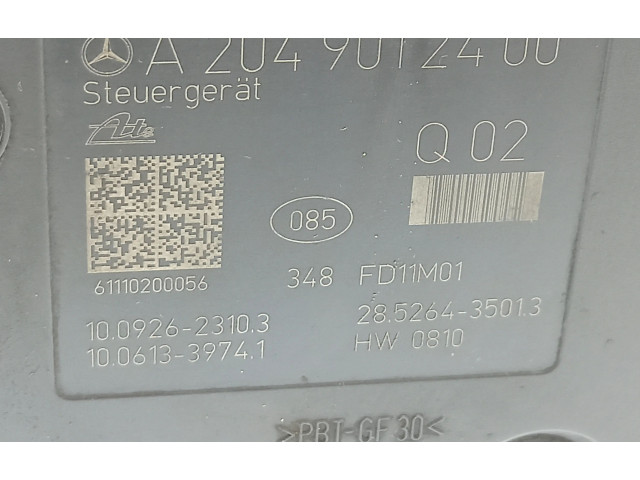 A 204 901 24 00
Steuergerät
Ate
Q 02
085
61110200056
348 FD11M01
10.0926-2310.3
28.5264-3501.3
10.0613-3974.1
HW 0810
>PBT-GF30<